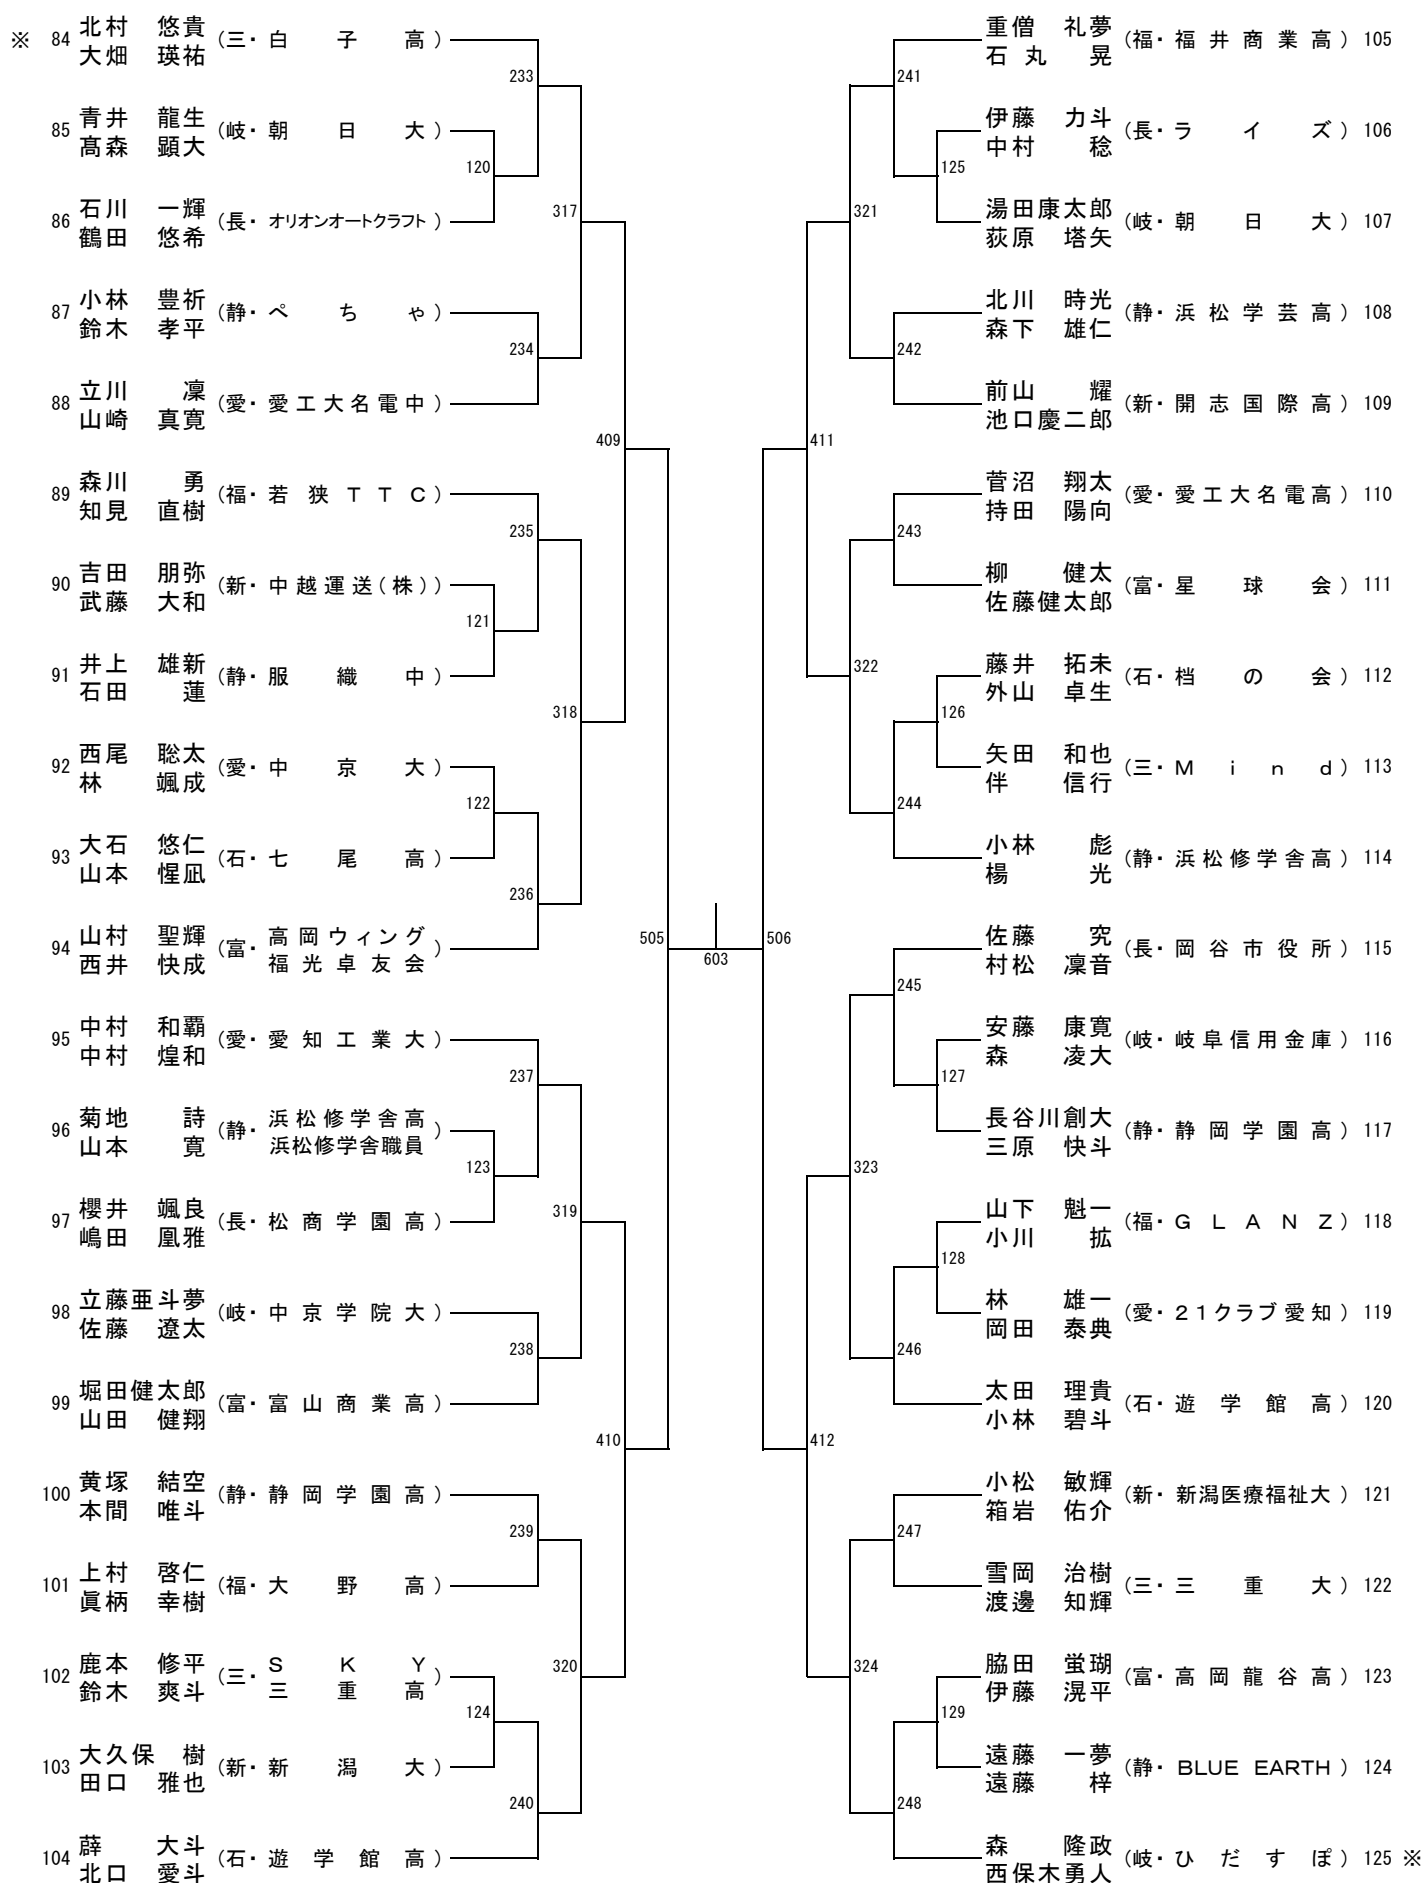 ※ 84 北村 悠貴 (三・白子高)
大畑 瑛祐
233
85 青井 龍生 (岐・朝日大)
髙森 顕大
120
86 石川 一輝 (長・オリオンオートクラフト)
鶴田 悠希
317
87 小林 豊祈 (静・ぺちゃ)
鈴木 孝平
234
88 立川 凜 (愛・愛工大名電中)
山崎 真寛
409
89 森川 勇 (福・若狭TTC)
知見 直樹
235
90 吉田 朋弥 (新・中越運送(株))
武藤 大和
121
91 井上 雄新 (静・服織中)
石田 蓮
318
92 西尾 聡太 (愛・中京大)
林 颯成
122
93 大石 悠仁 (石・七尾高)
山本 惺凪
236
94 山村 聖輝 (富・高岡ウィング)
西井 快成 福光卓友会
505
603
95 中村 和覇 (愛・愛知工業大)
中村 煌和
237
96 菊地 詩 (静・浜松修学舎高)
山本 寛 浜松修学舎職員
123
97 櫻井 颯良 (長・松商学園高)
嶋田 凰雅
319
98 立藤亜斗夢 (岐・中京学院大)
佐藤 遼太
238
99 堀田健太郎 (富・富山商業高)
山田 健翔
410
100 黄塚 結空 (静・静岡学園高)
本間 唯斗
239
101 上村 啓仁 (福・大野高)
眞柄 幸樹
320
102 鹿本 修平 (三・SKY)
鈴木 爽斗 三重高
124
103 大久保 樹 (新・新潟大)
田口 雅也
240
104 薜 大斗 (石・遊学館高)
北口 愛斗
重僧 礼夢 (福・福井商業高) 105
石丸 晃
241
伊藤 力斗 (長・ライズ) 106
中村 稔
125
湯田康太郎 (岐・朝日大) 107
荻原 塔矢
321
北川 時光 (静・浜松学芸高) 108
森下 雄仁
242
前山 耀 (新・開志国際高) 109
池口慶二郎
411
菅沼 翔太 (愛・愛工大名電高) 110
持田 陽向
243
柳 健太 (富・星球会) 111
佐藤健太郎
322
藤井 拓未 (石・档の会) 112
外山 卓生
126
矢田 和也 (三・Mind) 113
伴 信行
244
小林 彪 (静・浜松修学舎高) 114
楊 光
506
佐藤 究 (長・岡谷市役所) 115
村松 凜音
245
安藤 康寛 (岐・岐阜信用金庫) 116
森 凌大
127
長谷川創大 (静・静岡学園高) 117
三原 快斗
323
山下 魁一 (福・GLANZ) 118
小川 拡
128
林 雄一 (愛・21クラブ愛知) 119
岡田 泰典
246
太田 理貴 (石・遊学館高) 120
小林 碧斗
412
小松 敏輝 (新・新潟医療福祉大) 121
箱岩 佑介
247
雪岡 治樹 (三・三重大) 122
渡邊 知輝
324
脇田 蛍瑚 (富・高岡龍谷高) 123
伊藤 滉平
129
遠藤 一夢 (静・BLUE EARTH) 124
遠藤 梓
248
森 隆政 (岐・ひだすぽ) 125 ※
西保木勇人